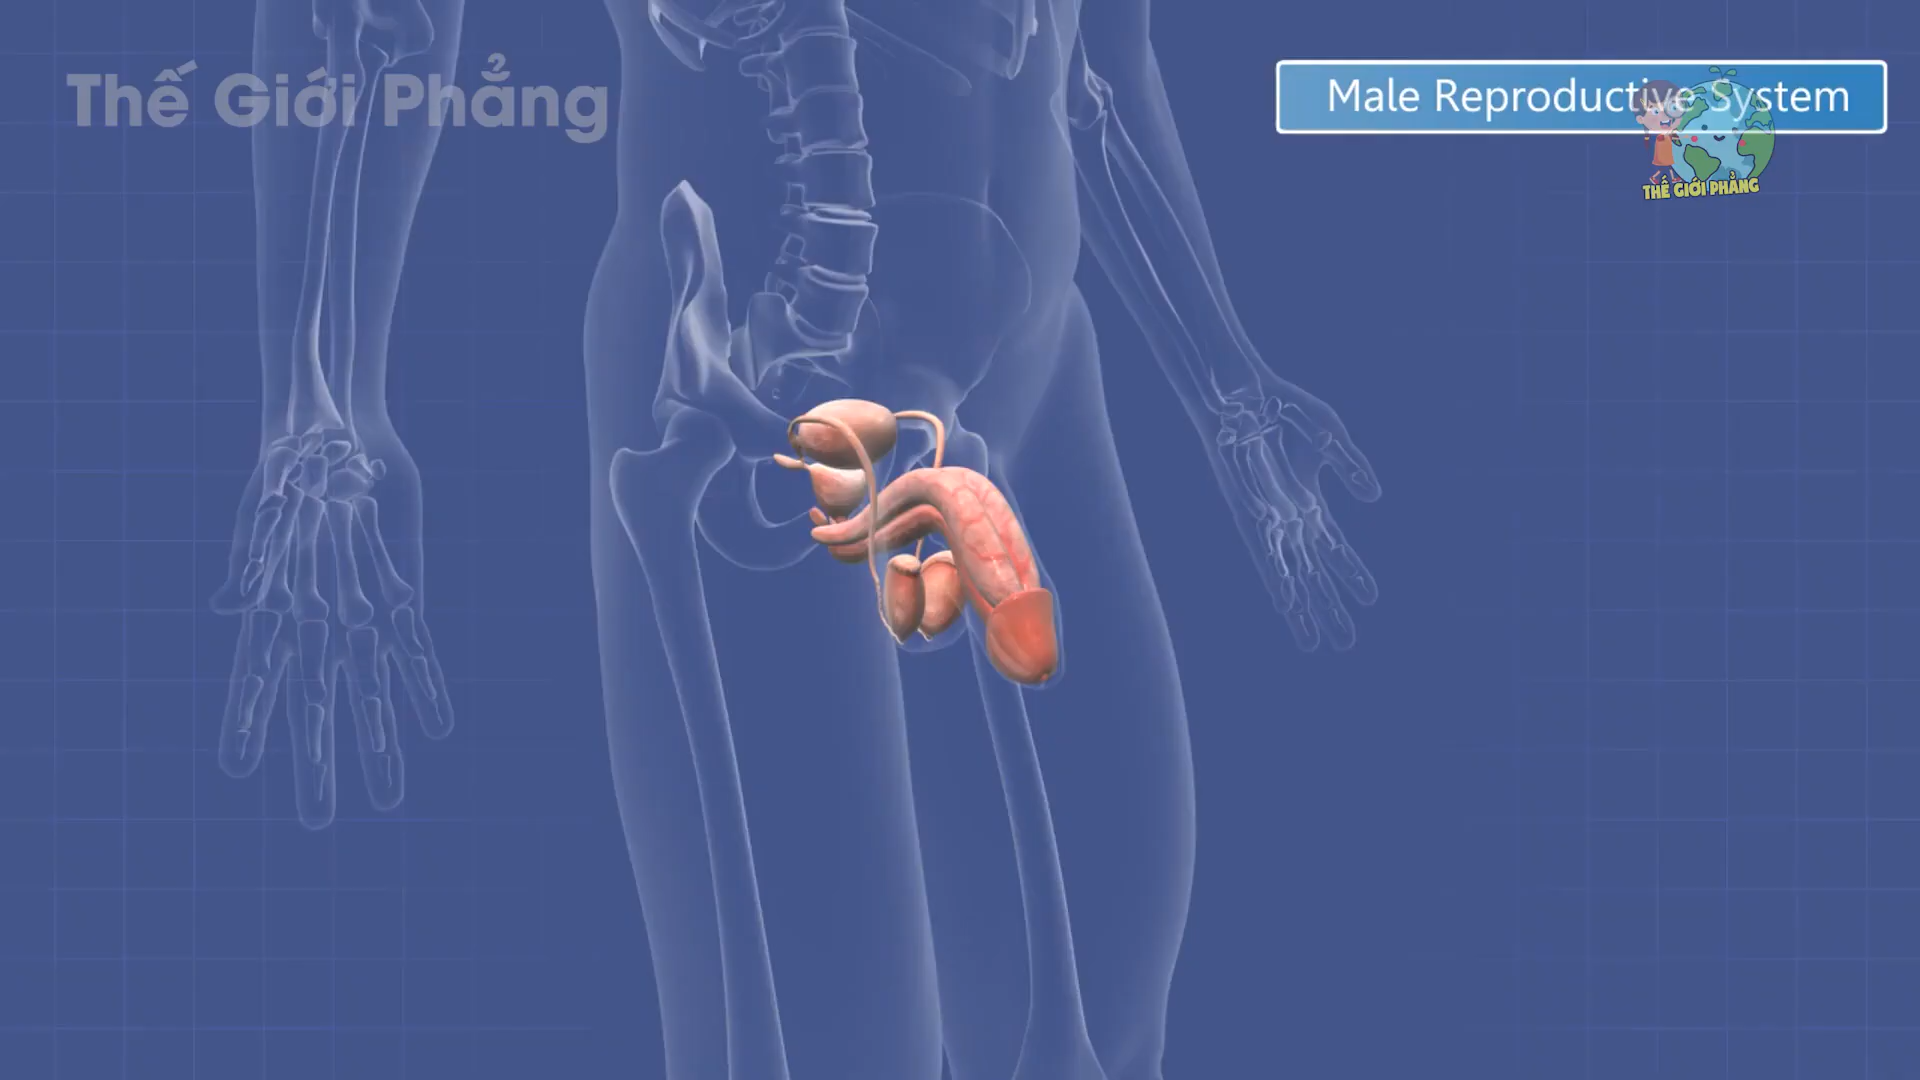 Thế Giới Phẳng
Male Reproductive System
THẾ GIỚI PHẲNG